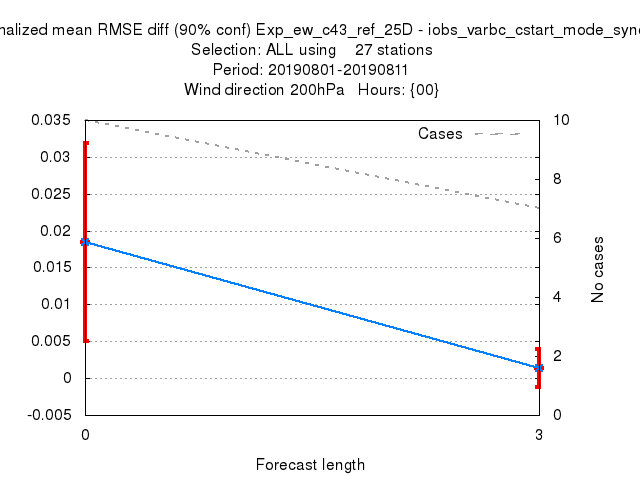 nalized mean RMSE diff (90% conf) Exp_ew_c43_ref_25D - iobs_varbc_cstart_mode_syn
Selection: ALL using 27 stations
Period: 20190801-20190811
Wind direction 200hPa Hours: {00}
Cases
0.035
0.03
0.025
0.02
0.015
0.01
0.005
0
-0.005
10
8
6
4
2
0
No cases
0 3
Forecast length